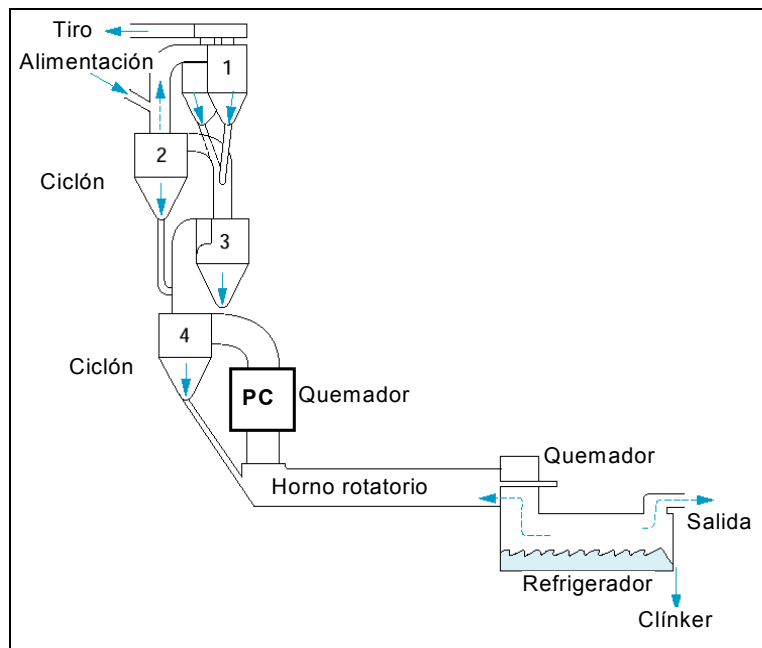 Tiro
Alimentación
1
2
Ciclón
3
4
Ciclón
PC Quemador
Quemador
Horno rotatorio
Salida
Refrigerador
Clínker